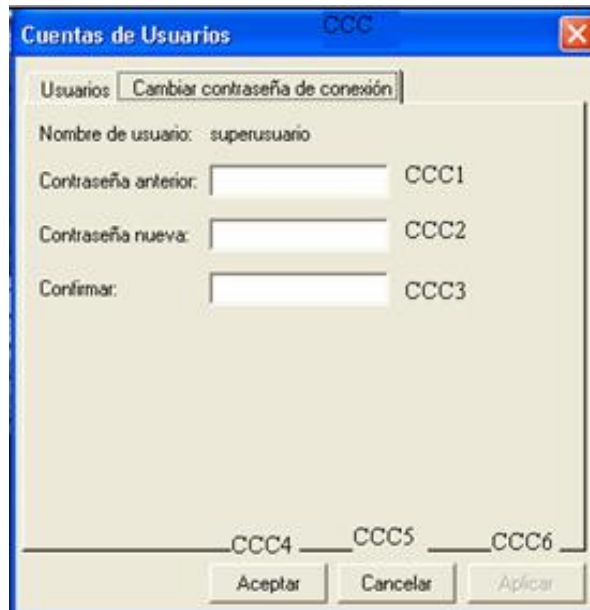 Cuentas de Usuarios CCC
Usuarios Cambiar contraseña de conexión
Nombre de usuario: superusuario
Contraseña anterior: CCC1
Contraseña nueva: CCC2
Confirmar: CCC3
CCC4 CCC5 CCC6
Aceptar Cancelar Aplicar